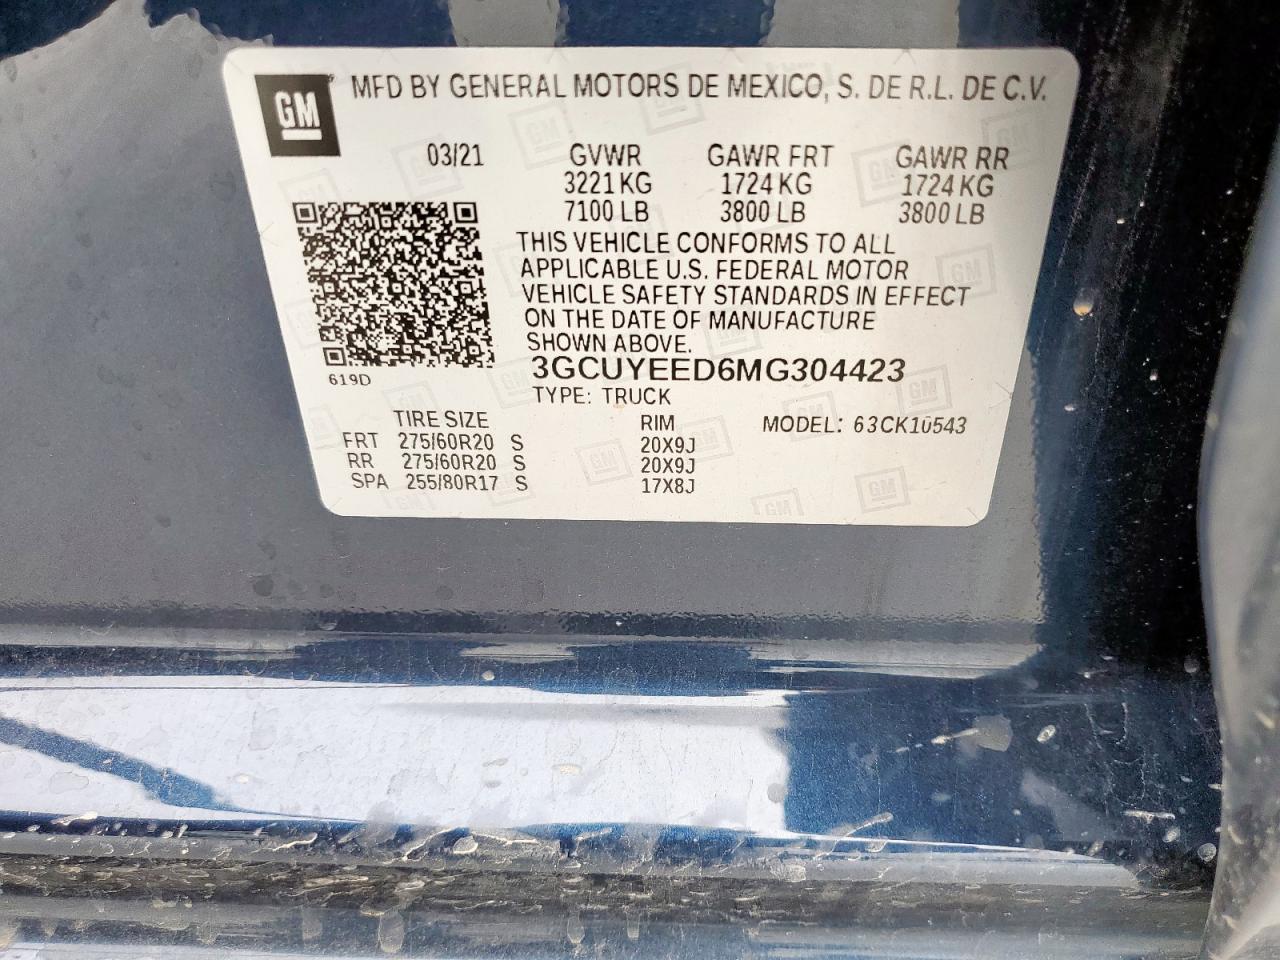 GM ® MFD BY GENERAL MOTORS DE MEXICO, S. DE R.L. DE C.V.
03/21 GVWR GAWR FRT GAWR RR
3221 KG 1724 KG 1724 KG
7100 LB 3800 LB 3800 LB
THIS VEHICLE CONFORMS TO ALL
APPLICABLE U.S. FEDERAL MOTOR
VEHICLE SAFETY STANDARDS IN EFFECT
ON THE DATE OF MANUFACTURE
SHOWN ABOVE.
3GCUYEED6MG304423
619D
TYPE: TRUCK
TIRE SIZE RIM MODEL: 63CK10543
FRT 275/60R20 S 20X9J
RR 275/60R20 S 20X9J
SPA 255/80R17 S 17X8J